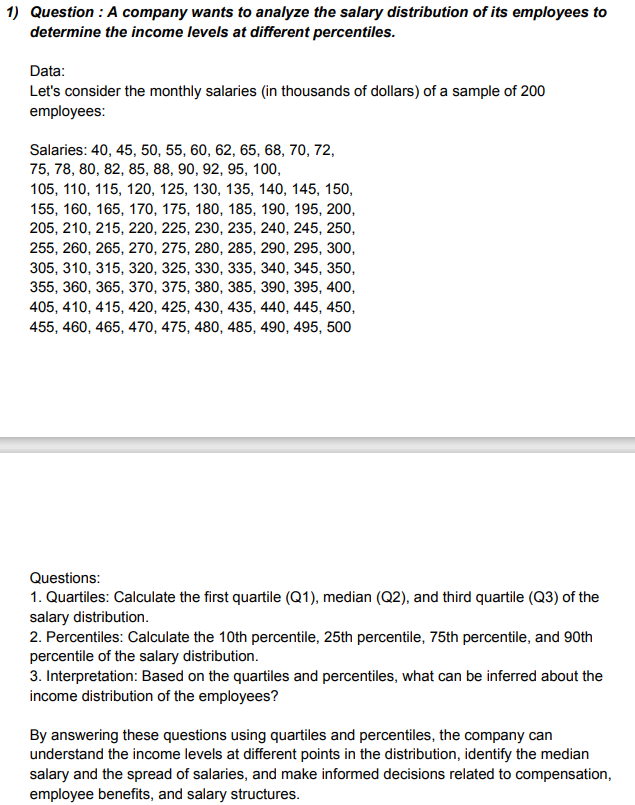 1) Question : A company wants to analyze the salary distribution of its employees to
determine the income levels at different percentiles.
Data:
Let's consider the monthly salaries (in thousands of dollars) of a sample of 200
employees:
Salaries: 40, 45, 50, 55, 60, 62, 65, 68, 70, 72,
75, 78, 80, 82, 85, 88, 90, 92, 95, 100,
105, 110, 115, 120, 125, 130, 135, 140, 145, 150,
155, 160, 165, 170, 175, 180, 185, 190, 195, 200,
205, 210, 215, 220, 225, 230, 235, 240, 245, 250,
255, 260, 265, 270, 275, 280, 285, 290, 295, 300,
305, 310, 315, 320, 325, 330, 335, 340, 345, 350,
355, 360, 365, 370, 375, 380, 385, 390, 395, 400,
405, 410, 415, 420, 425, 430, 435, 440, 445, 450,
455, 460, 465, 470, 475, 480, 485, 490, 495, 500
Questions:
1. Quartiles: Calculate the first quartile (Q1), median (Q2), and third quartile (Q3) of the
salary distribution.
2. Percentiles: Calculate the 10th percentile, 25th percentile, 75th percentile, and 90th
percentile of the salary distribution.
3. Interpretation: Based on the quartiles and percentiles, what can be inferred about the
income distribution of the employees?
By answering these questions using quartiles and percentiles, the company can
understand the income levels at different points in the distribution, identify the median
salary and the spread of salaries, and make informed decisions related to compensation,
employee benefits, and salary structures.